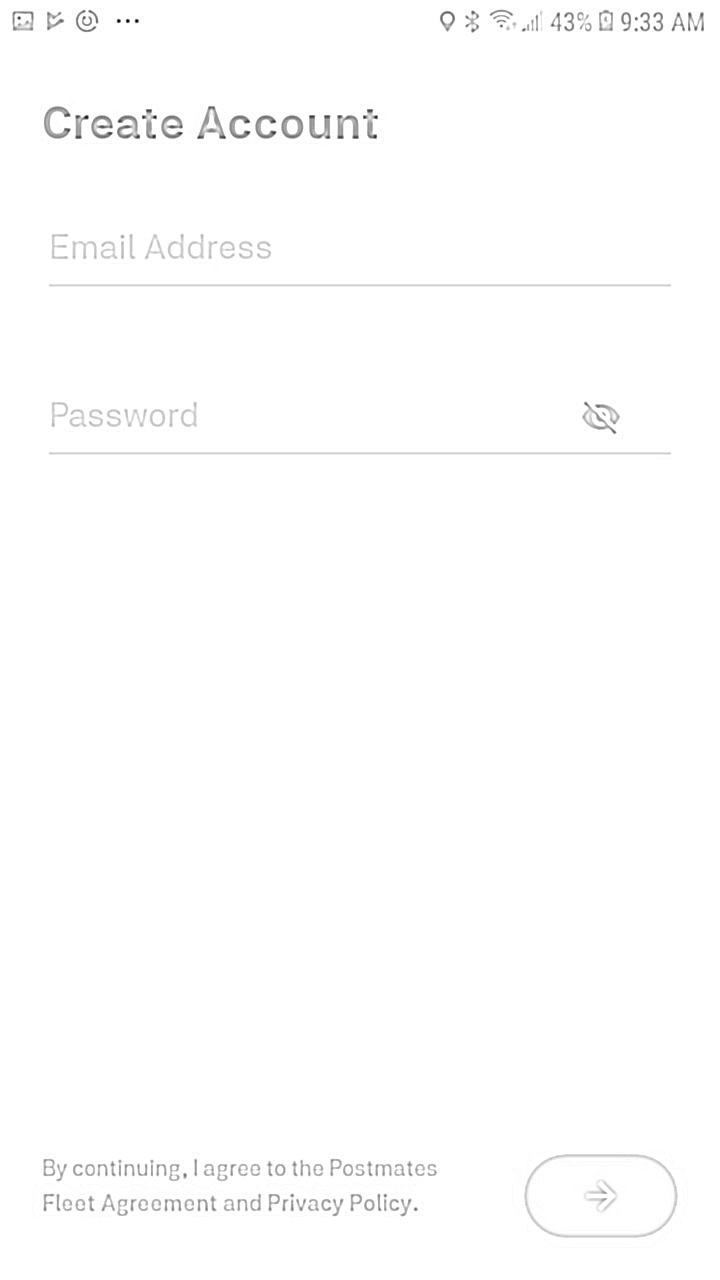 43% 9:33 AM
Create Account
Email Address
Password
By continuing, I agree to the Postmates
Fleet Agreement and Privacy Policy.